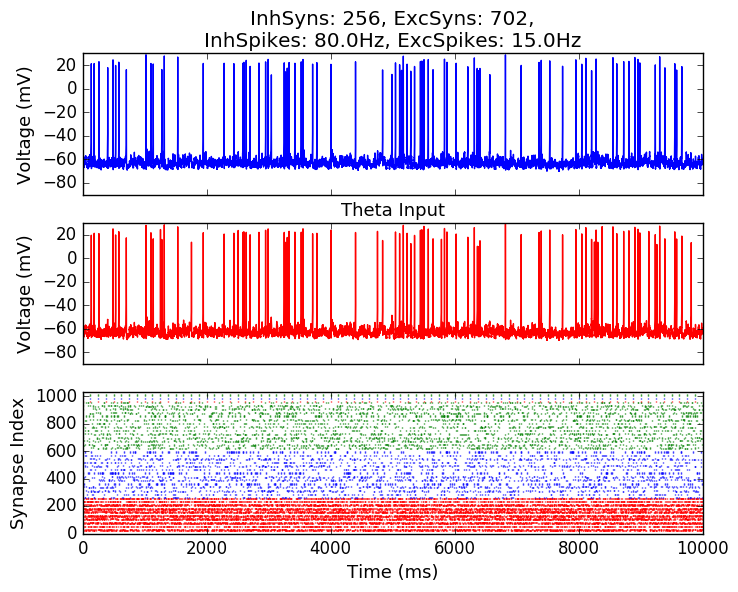 InhSyns: 256, ExcSyns: 702,
InhSpikes: 80.0Hz, ExcSpikes: 15.0Hz
Voltage (mV)
20
0
−20
−40
−60
−80
Theta Input
Voltage (mV)
20
0
−20
−40
−60
−80
Synapse Index
1000
800
600
400
200
0
0 2000 4000 6000 8000 10000
Time (ms)